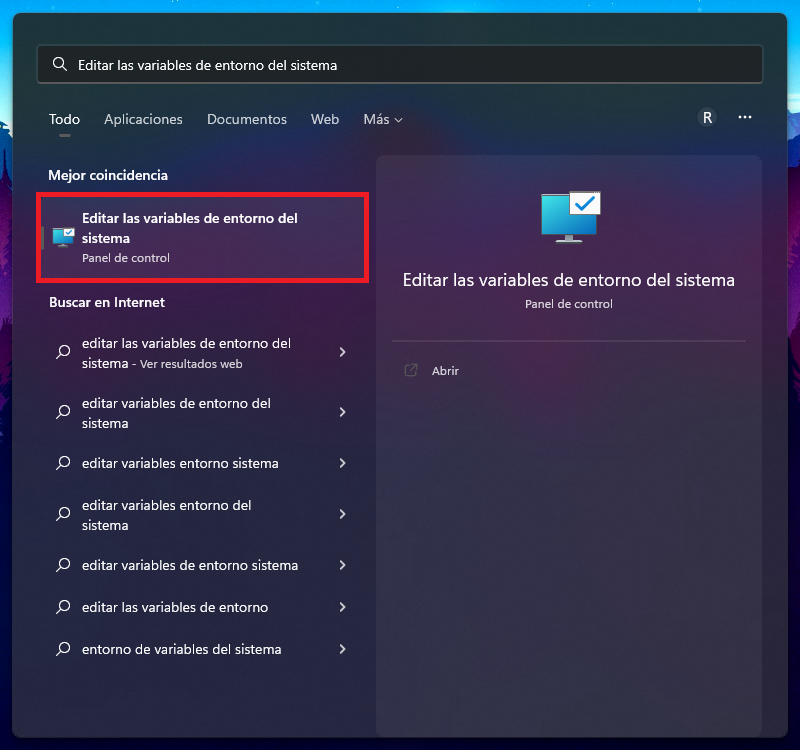 Editar las variables de entorno del sistema
Todo
Aplicaciones
Documentos
Web
Más
R
Mejor coincidencia
Editar las variables de entorno del
sistema
Panel de control
Buscar en Internet
editar las variables de entorno del
sistema - Ver resultados web
editar variables de entorno del
sistema
editar variables entorno sistema
editar variables entorno del
sistema
editar variables de entorno sistema
editar las variables de entorno
entorno de variables del sistema
Editar las variables de entorno del sistema
Panel de control
Abrir